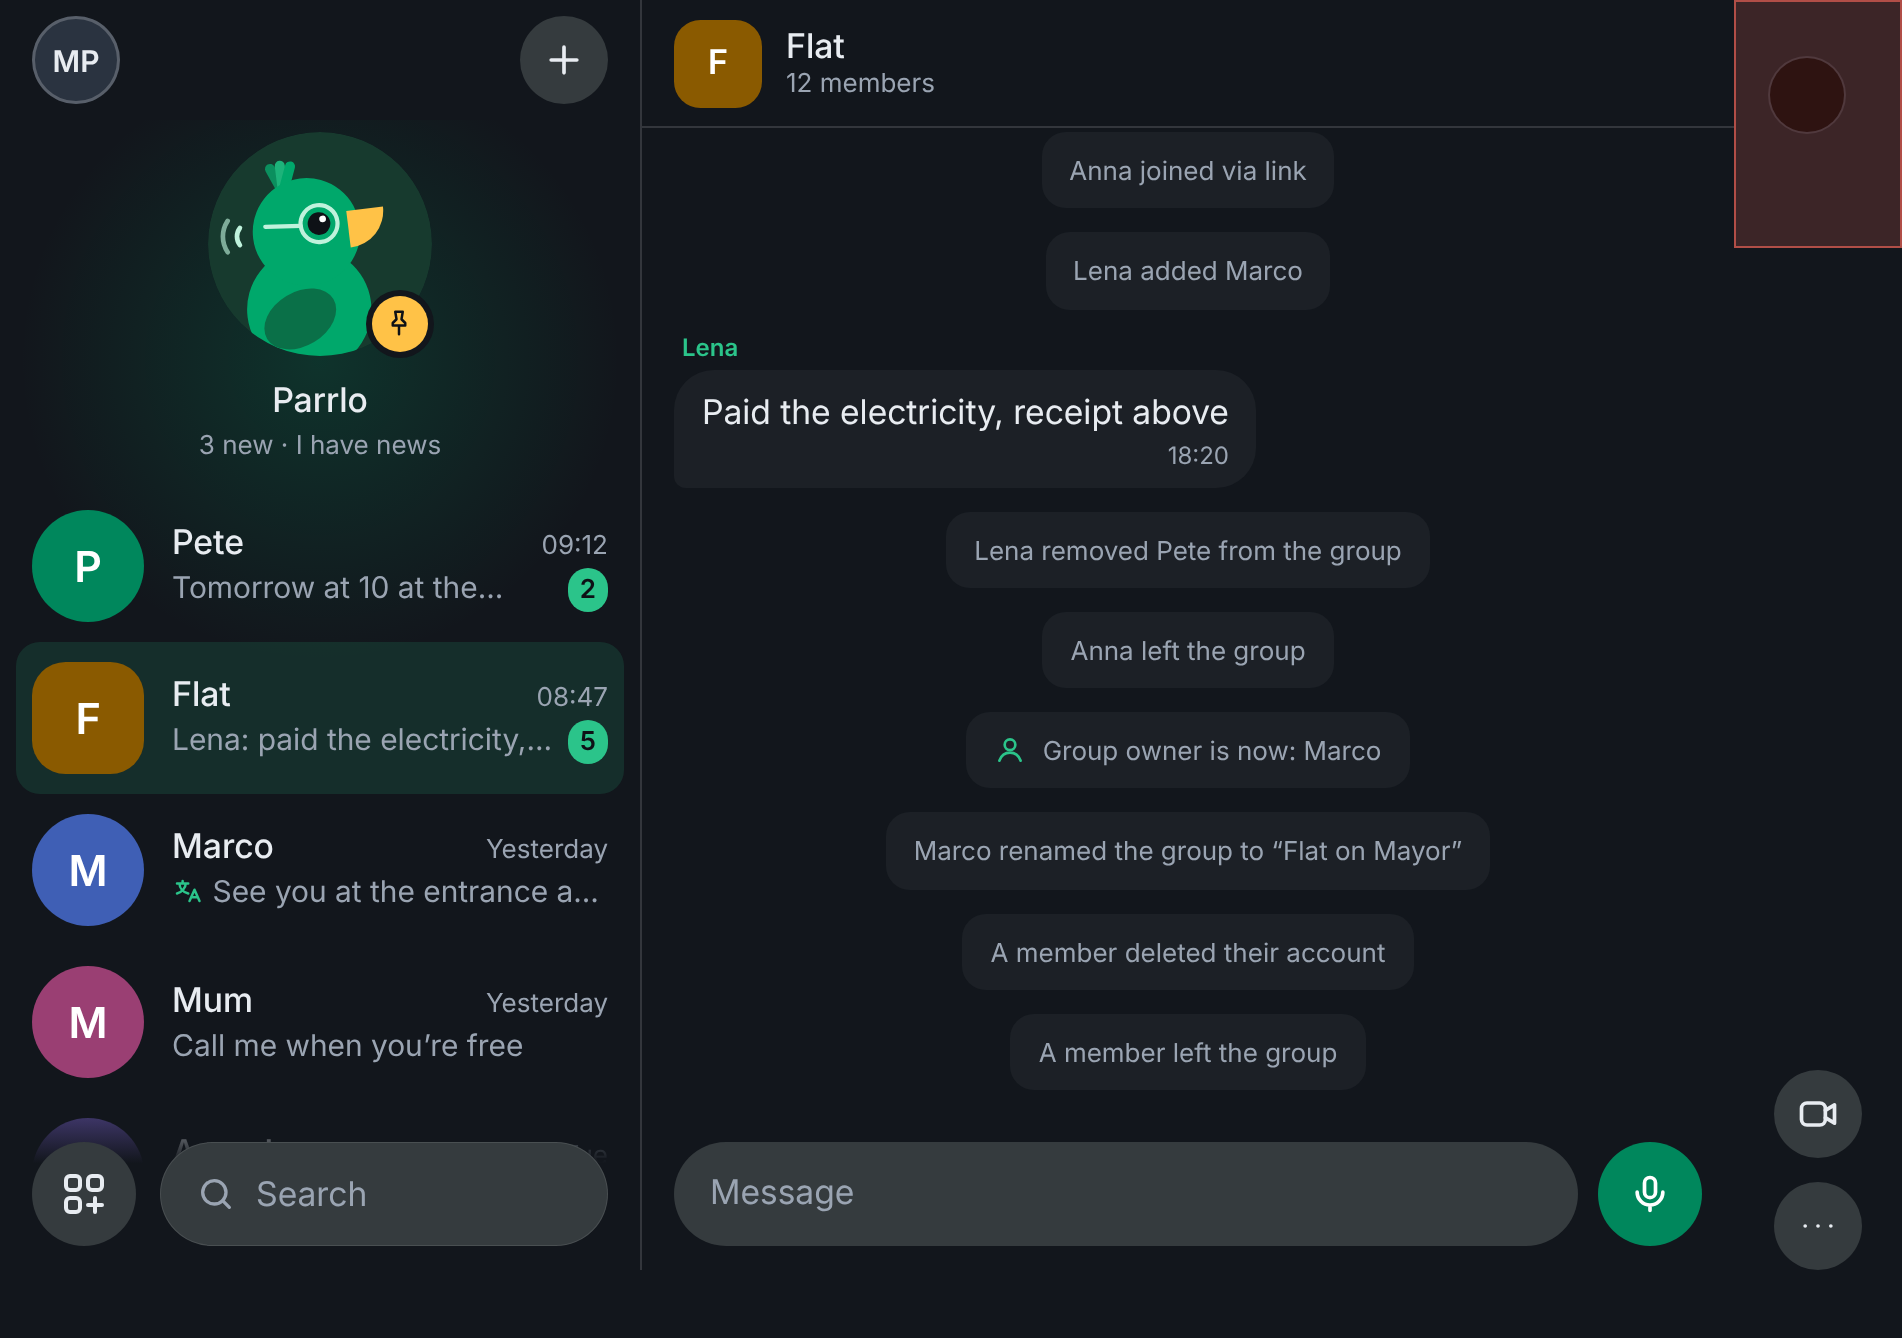 MP
Parrlo
3 new · I have news
P
Pete
09:12
Tomorrow at 10 at the...
2
F
Flat
08:47
Lena: paid the electricity,...
5
M
Marco
Yesterday
See you at the entrance a...
M
Mum
Yesterday
Call me when you’re free
Search
F
Flat
12 members
Anna joined via link
Lena added Marco
Lena
Paid the electricity, receipt above
18:20
Lena removed Pete from the group
Anna left the group
Group owner is now: Marco
Marco renamed the group to “Flat on Mayor”
A member deleted their account
A member left the group
Message